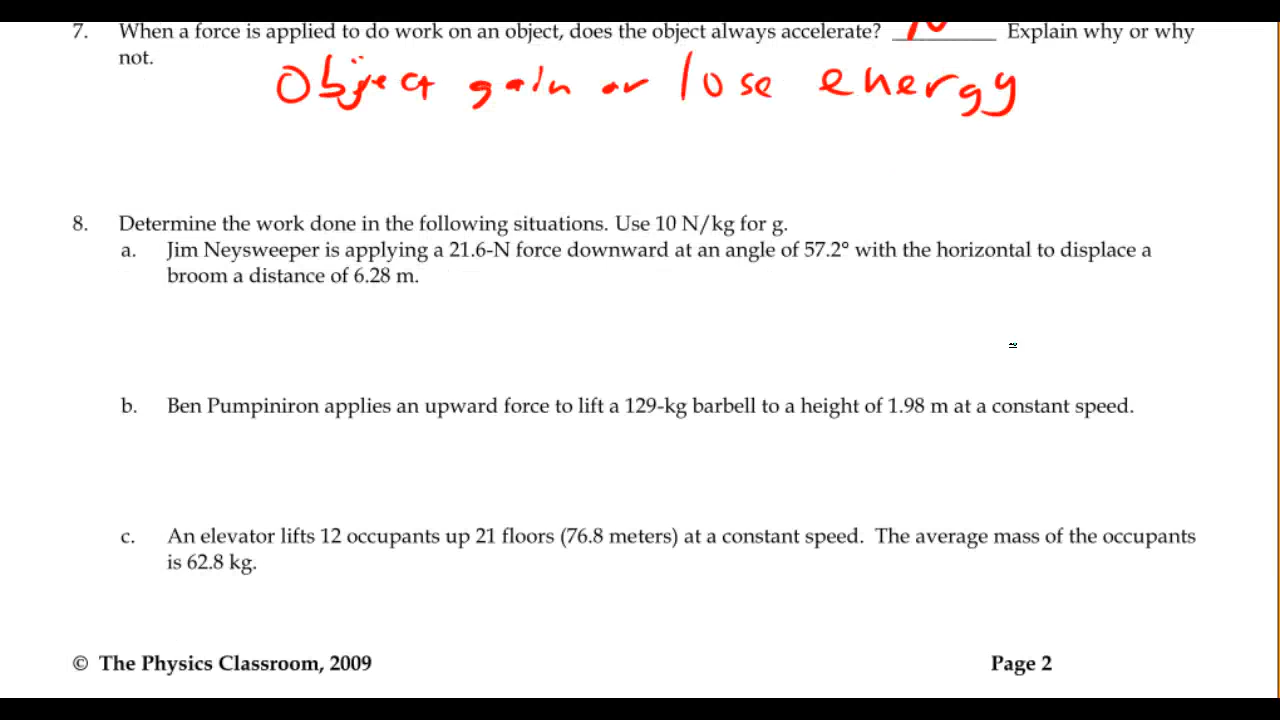 7. When a force is applied to do work on an object, does the object always accelerate? ________ Explain why or why
not.
Object gain or lose energy
8. Determine the work done in the following situations. Use 10 N/kg for g.
a. Jim Neysweeper is applying a 21.6-N force downward at an angle of 57.2° with the horizontal to displace a
broom a distance of 6.28 m.
b. Ben Pumpiniron applies an upward force to lift a 129-kg barbell to a height of 1.98 m at a constant speed.
c. An elevator lifts 12 occupants up 21 floors (76.8 meters) at a constant speed. The average mass of the occupants
is 62.8 kg.
© The Physics Classroom, 2009 Page 2